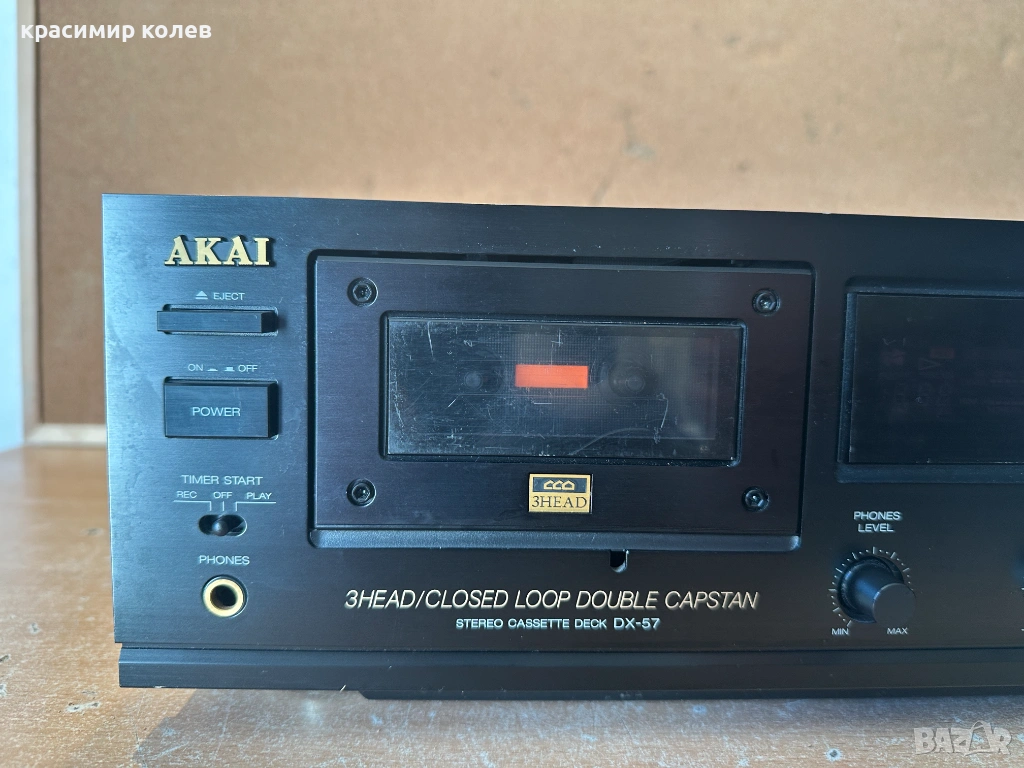 красимир колев
AKAI
EJECT
ON OFF
POWER
TIMER START
REC OFF PLAY
PHONES
3HEAD
3HEAD/CLOSED LOOP DOUBLE CAPSTAN
STEREO CASSETTE DECK DX-57
PHONES
LEVEL
MIN MAX
BAZAR